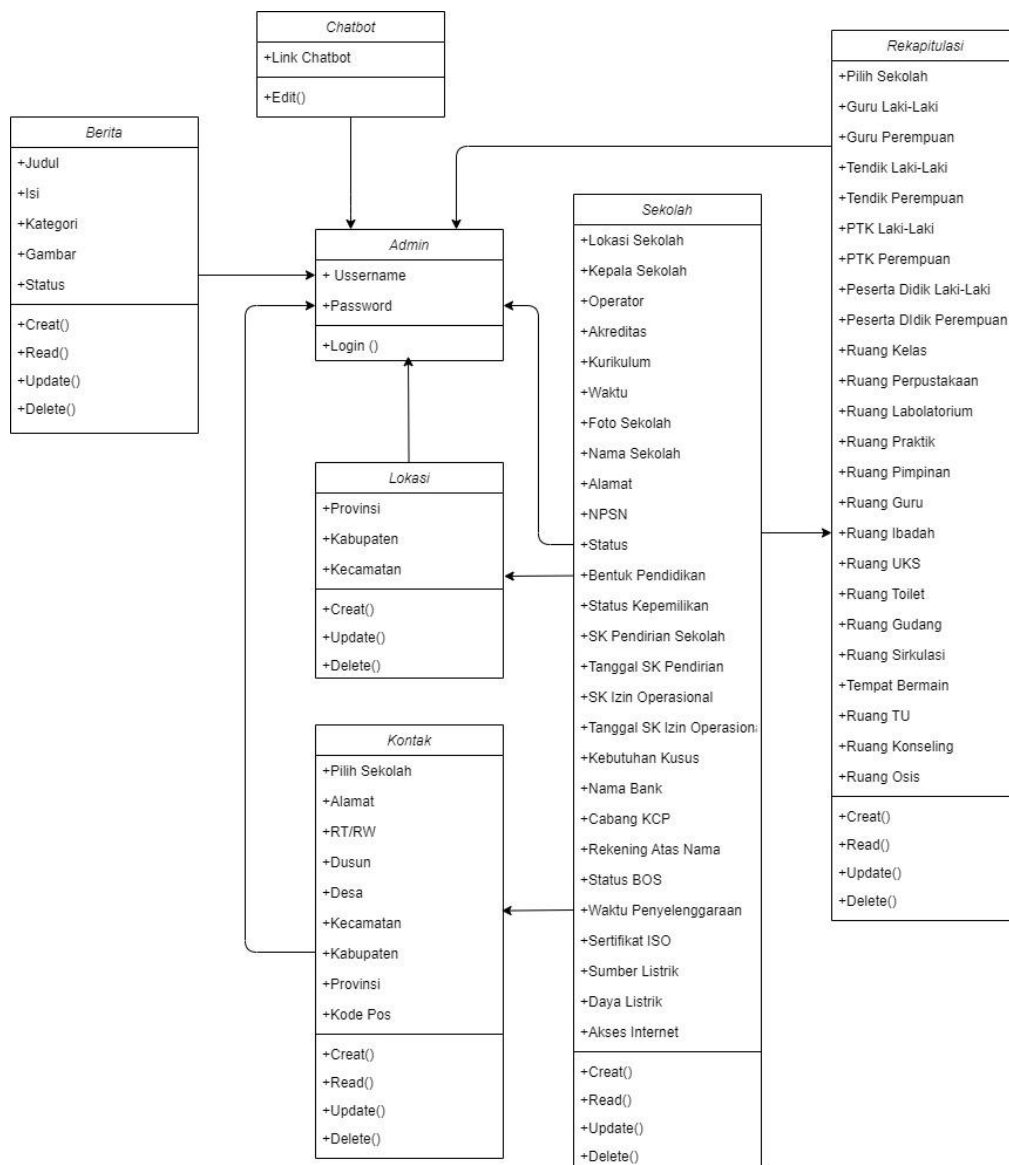 Chatbot
+Link Chatbot
+Edit()
Berita
+Judul
+Isi
+Kategori
+Gambar
+Status
+Creat()
+Read()
+Update()
+Delete()
Admin
+ Ussername
+Password
+Login ()
Lokasi
+Provinsi
+Kabupaten
+Kecamatan
+Creat()
+Update()
+Delete()
Kontak
+Pilih Sekolah
+Alamat
+RT/RW
+Dusun
+Desa
+Kecamatan
+Kabupaten
+Provinsi
+Kode Pos
+Creat()
+Read()
+Update()
+Delete()
Sekolah
+Lokasi Sekolah
+Kepala Sekolah
+Operator
+Akreditas
+Kurikulum
+Waktu
+Foto Sekolah
+Nama Sekolah
+Alamat
+NPSN
+Status
+Bentuk Pendidikan
+Status Kepemilikan
+SK Pendirian Sekolah
+Tanggal SK Pendirian
+SK Izin Operasional
+Tanggal SK Izin Operasiona
+Kebutuhan Kusus
+Nama Bank
+Cabang KCP
+Rekening Atas Nama
+Status BOS
+Waktu Penyelenggaraan
+Sertifikat ISO
+Sumber Listrik
+Daya Listrik
+Akses Internet
+Creat()
+Read()
+Update()
+Delete()
Rekapitulasi
+Pilih Sekolah
+Guru Laki-Laki
+Guru Perempuan
+Tendik Laki-Laki
+Tendik Perempuan
+PTK Laki-Laki
+PTK Perempuan
+Peserta Didik Laki-Laki
+Peserta DIdik Perempuan
+Ruang Kelas
+Ruang Perpustakaan
+Ruang Labolatorium
+Ruang Praktik
+Ruang Pimpinan
+Ruang Guru
+Ruang Ibadah
+Ruang UKS
+Ruang Toilet
+Ruang Gudang
+Ruang Sirkulasi
+Tempat Bermain
+Ruang TU
+Ruang Konseling
+Ruang Osis
+Creat()
+Read()
+Update()
+Delete()